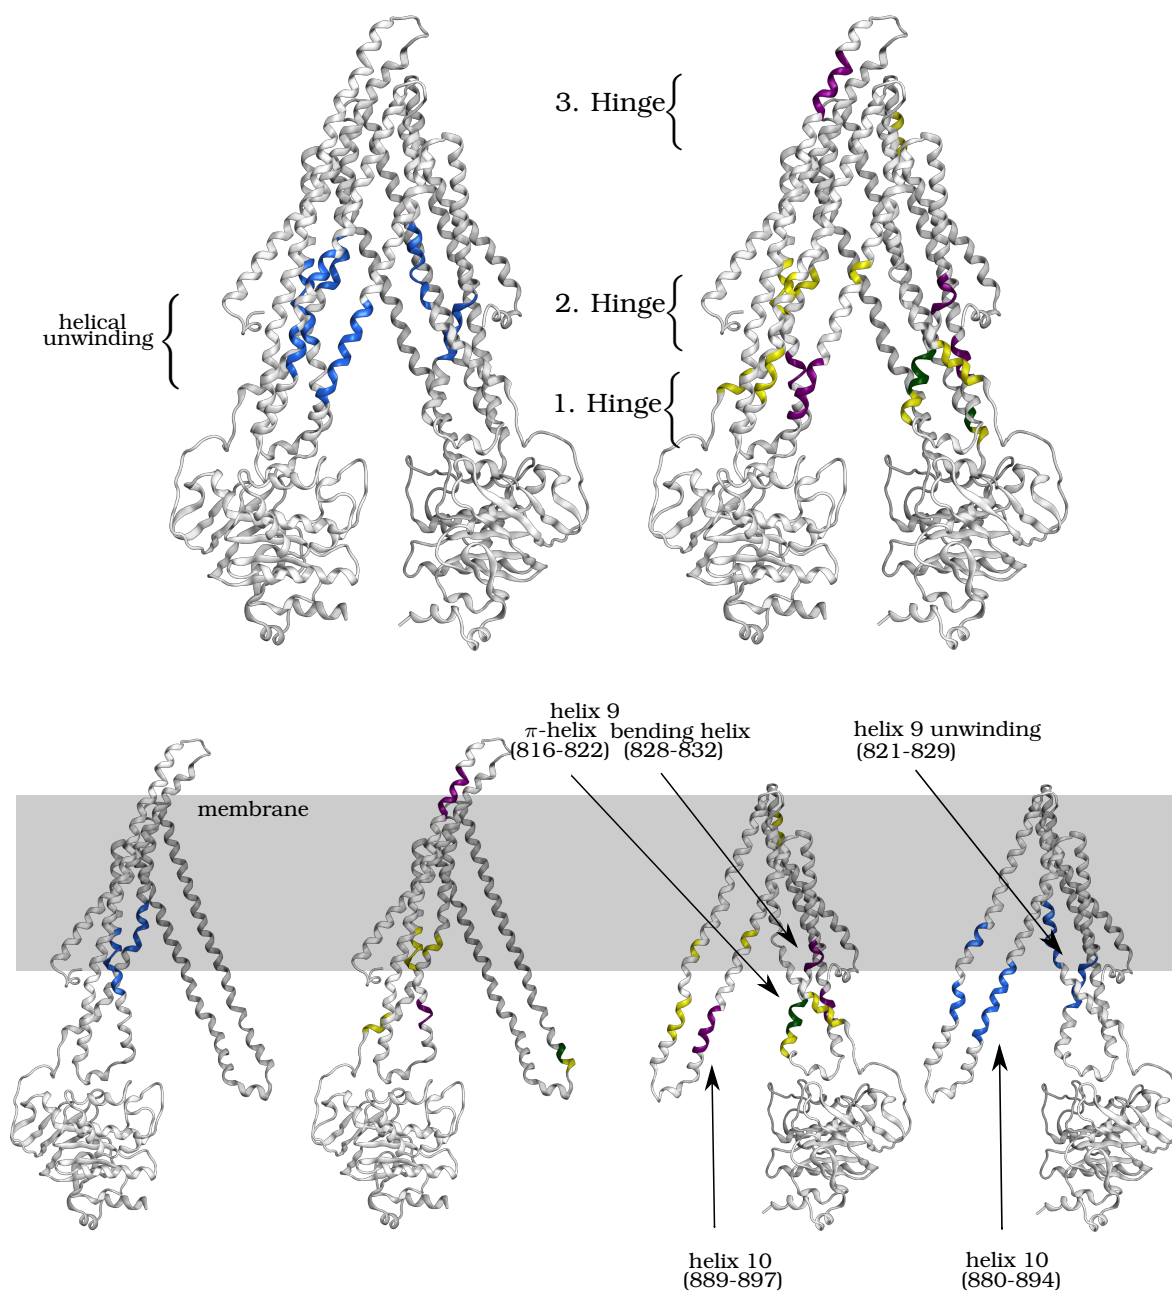 3. Hinge
2. Hinge
helical
unwinding
1. Hinge
helix 9
π-helix
(816-822)
bending helix
(828-832)
helix 9 unwinding
(821-829)
membrane
helix 10
(889-897)
helix 10
(880-894)